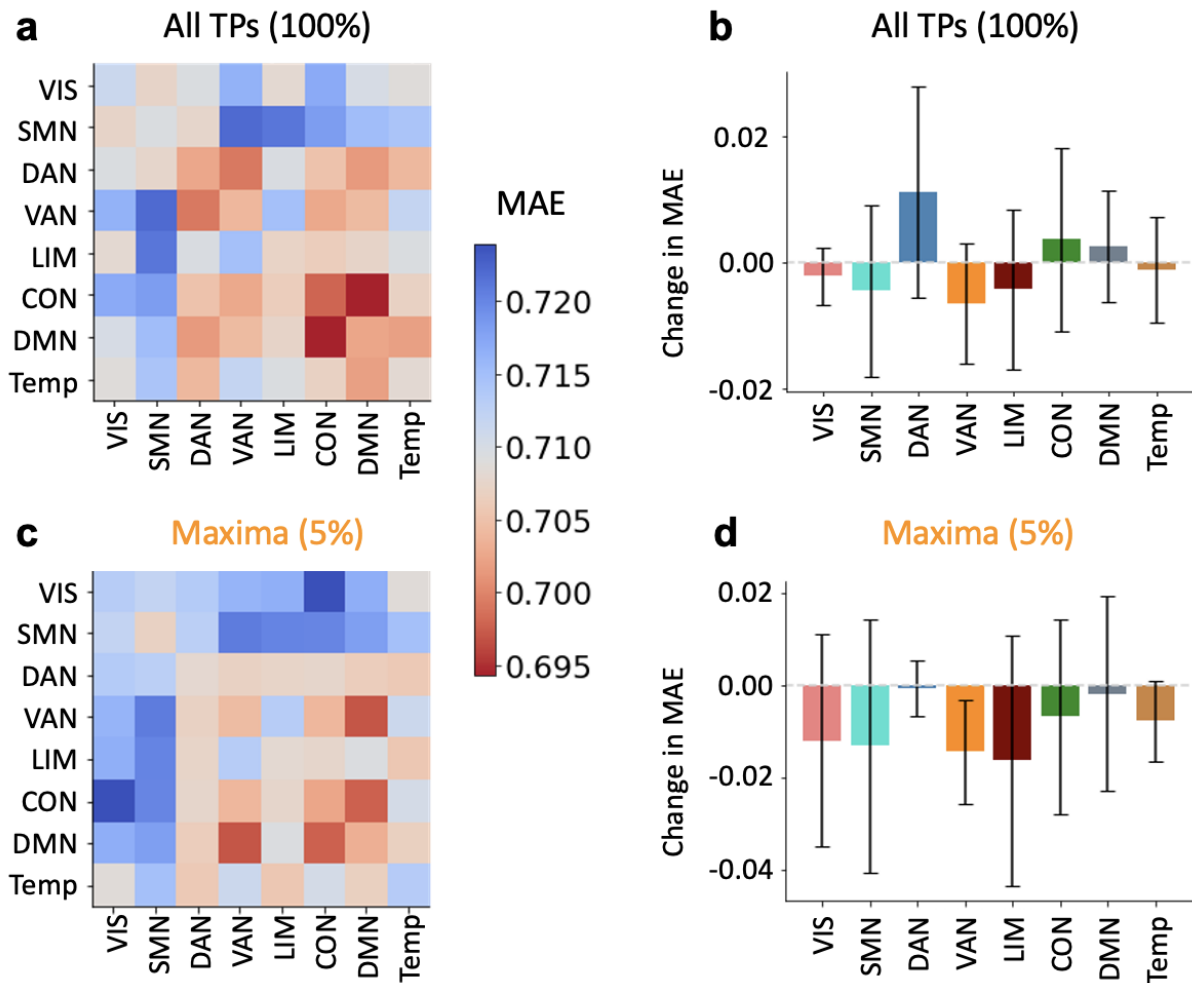 a
All TPs (100%)
VIS
SMN
DAN
VAN
LIM
CON
DMN
Temp
VIS
SMN
DAN
VAN
LIM
CON
DMN
Temp
MAE
0.720
0.715
0.710
0.705
0.700
0.695
b
All TPs (100%)
Change in MAE
0.02
0.00
-0.02
VIS
SMN
DAN
VAN
LIM
CON
DMN
Temp
c
Maxima (5%)
VIS
SMN
DAN
VAN
LIM
CON
DMN
Temp
VIS
SMN
DAN
VAN
LIM
CON
DMN
Temp
d
Maxima (5%)
Change in MAE
0.02
0.00
-0.02
-0.04
VIS
SMN
DAN
VAN
LIM
CON
DMN
Temp